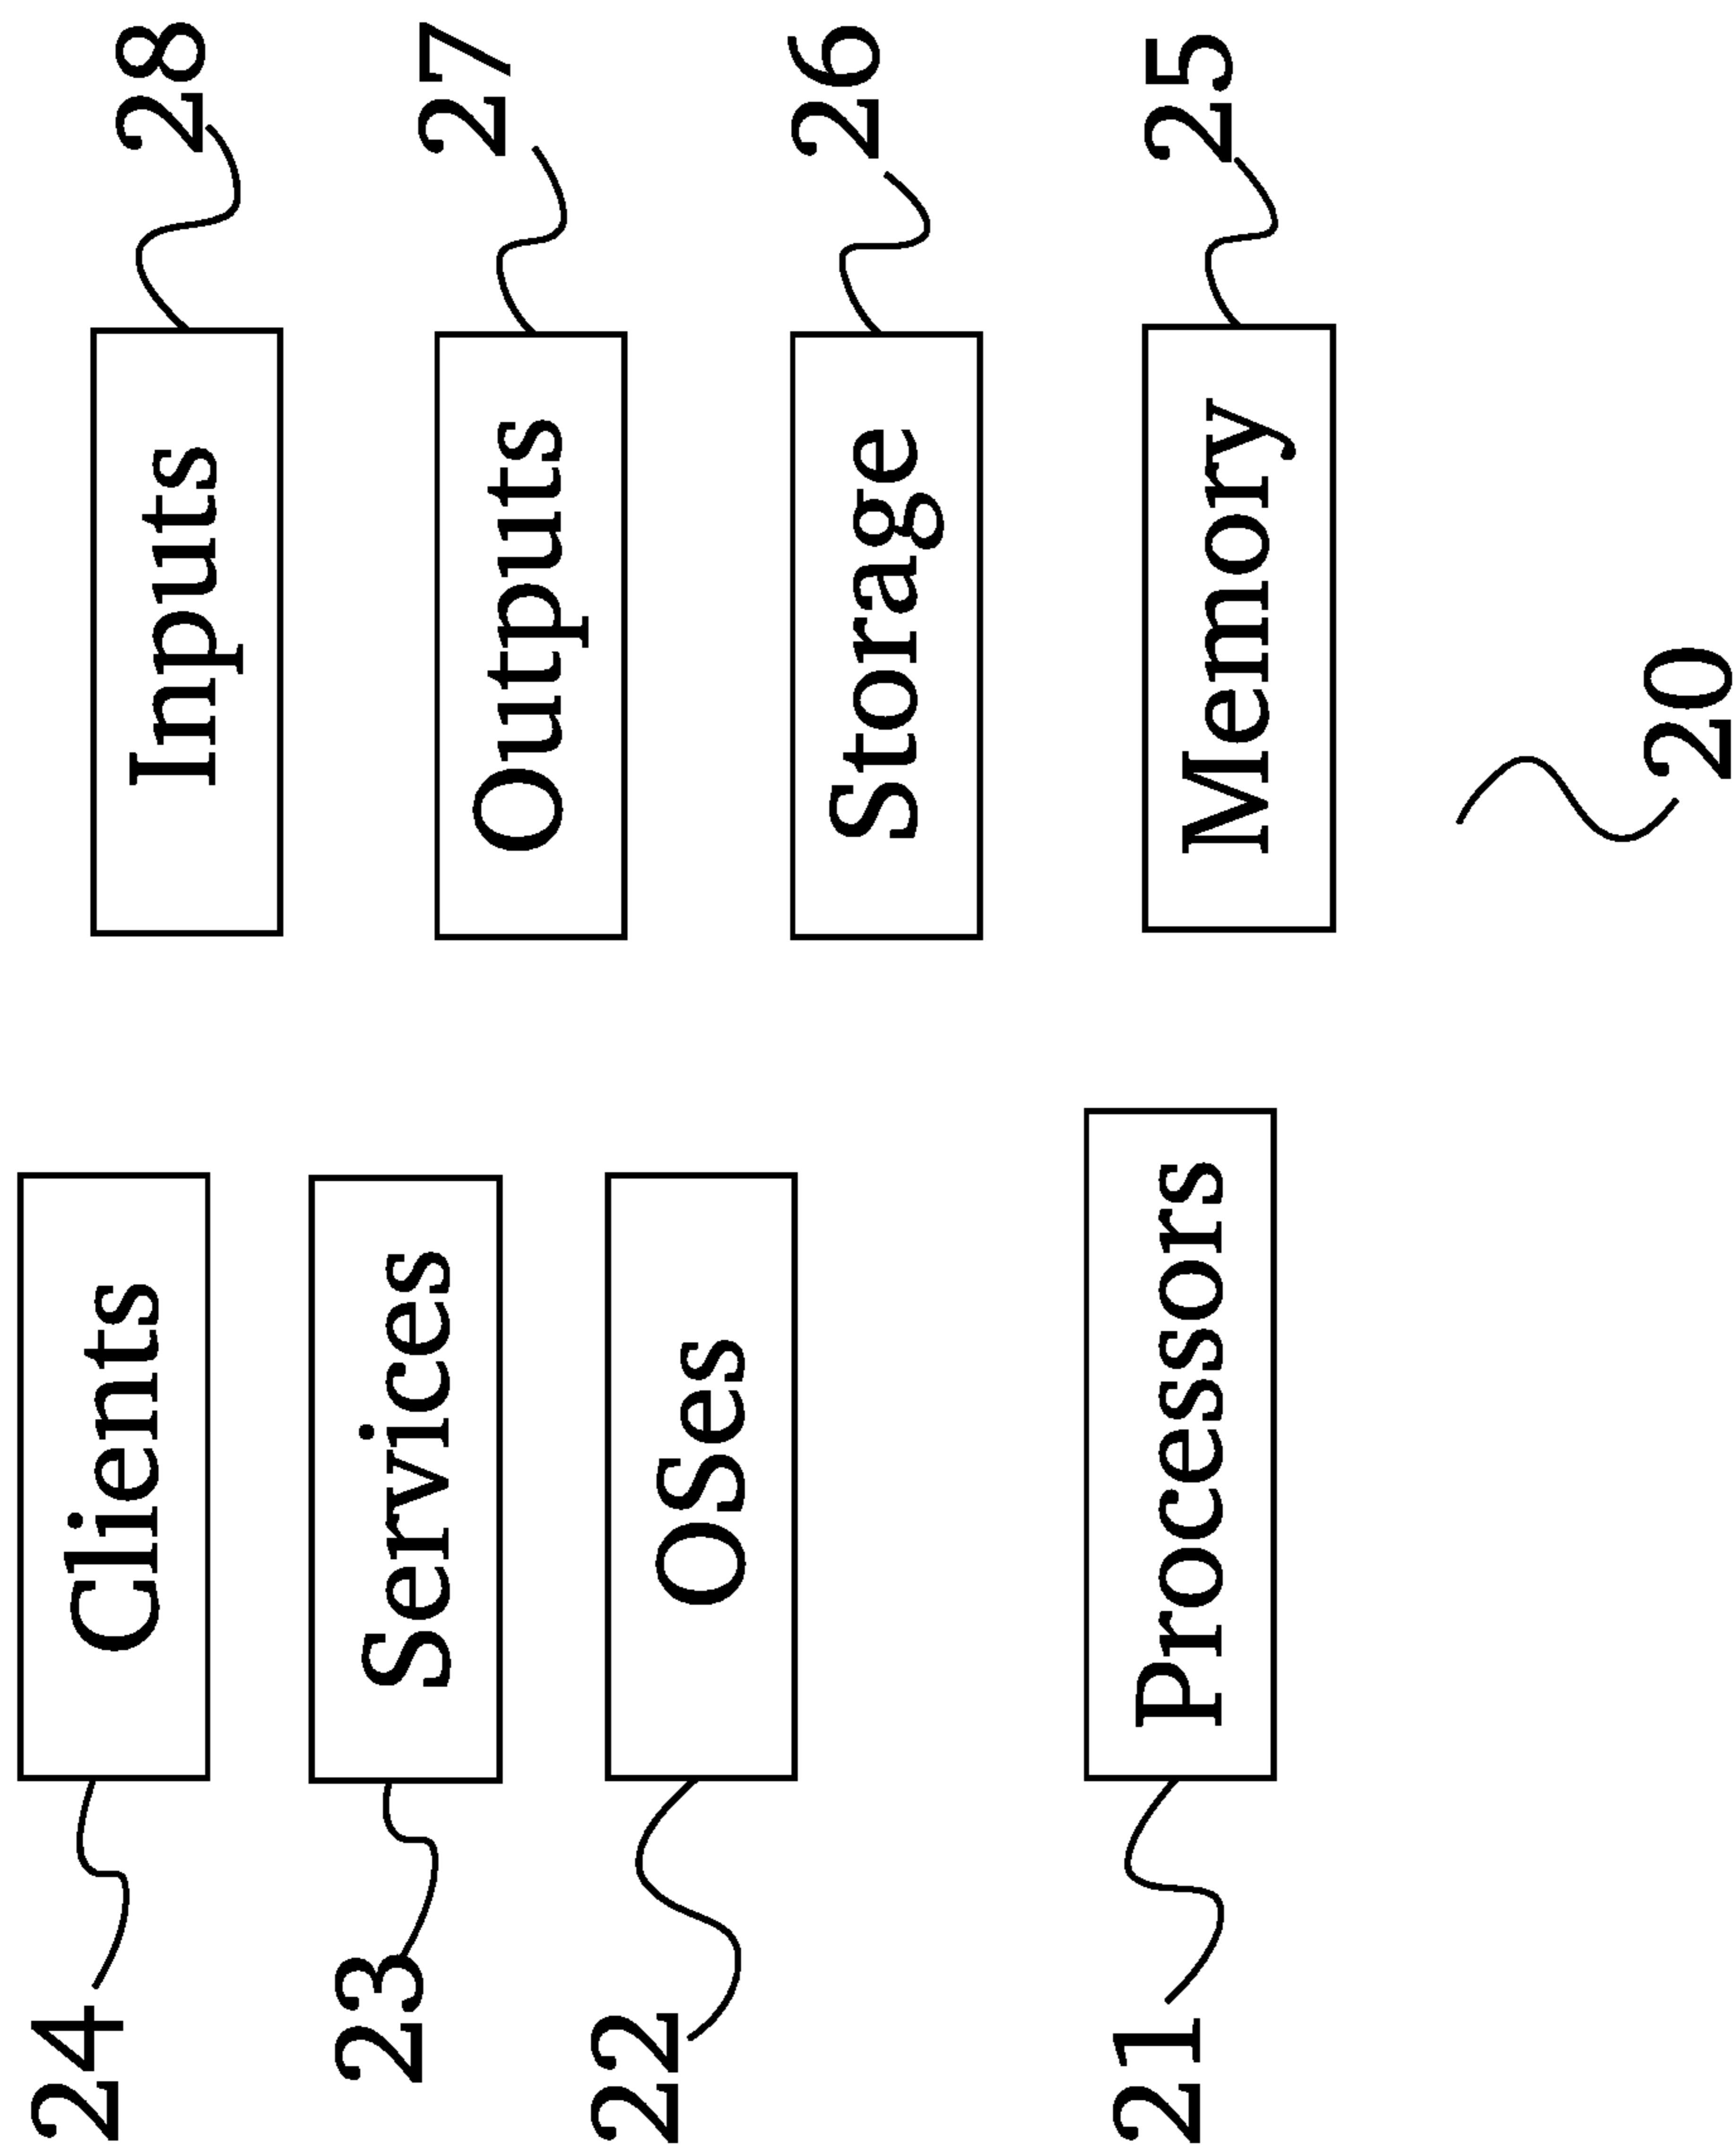 24 Clients Inputs 28
23 Services Outputs 27
22 OSes Storage 26
21 Processors Memory 25
20